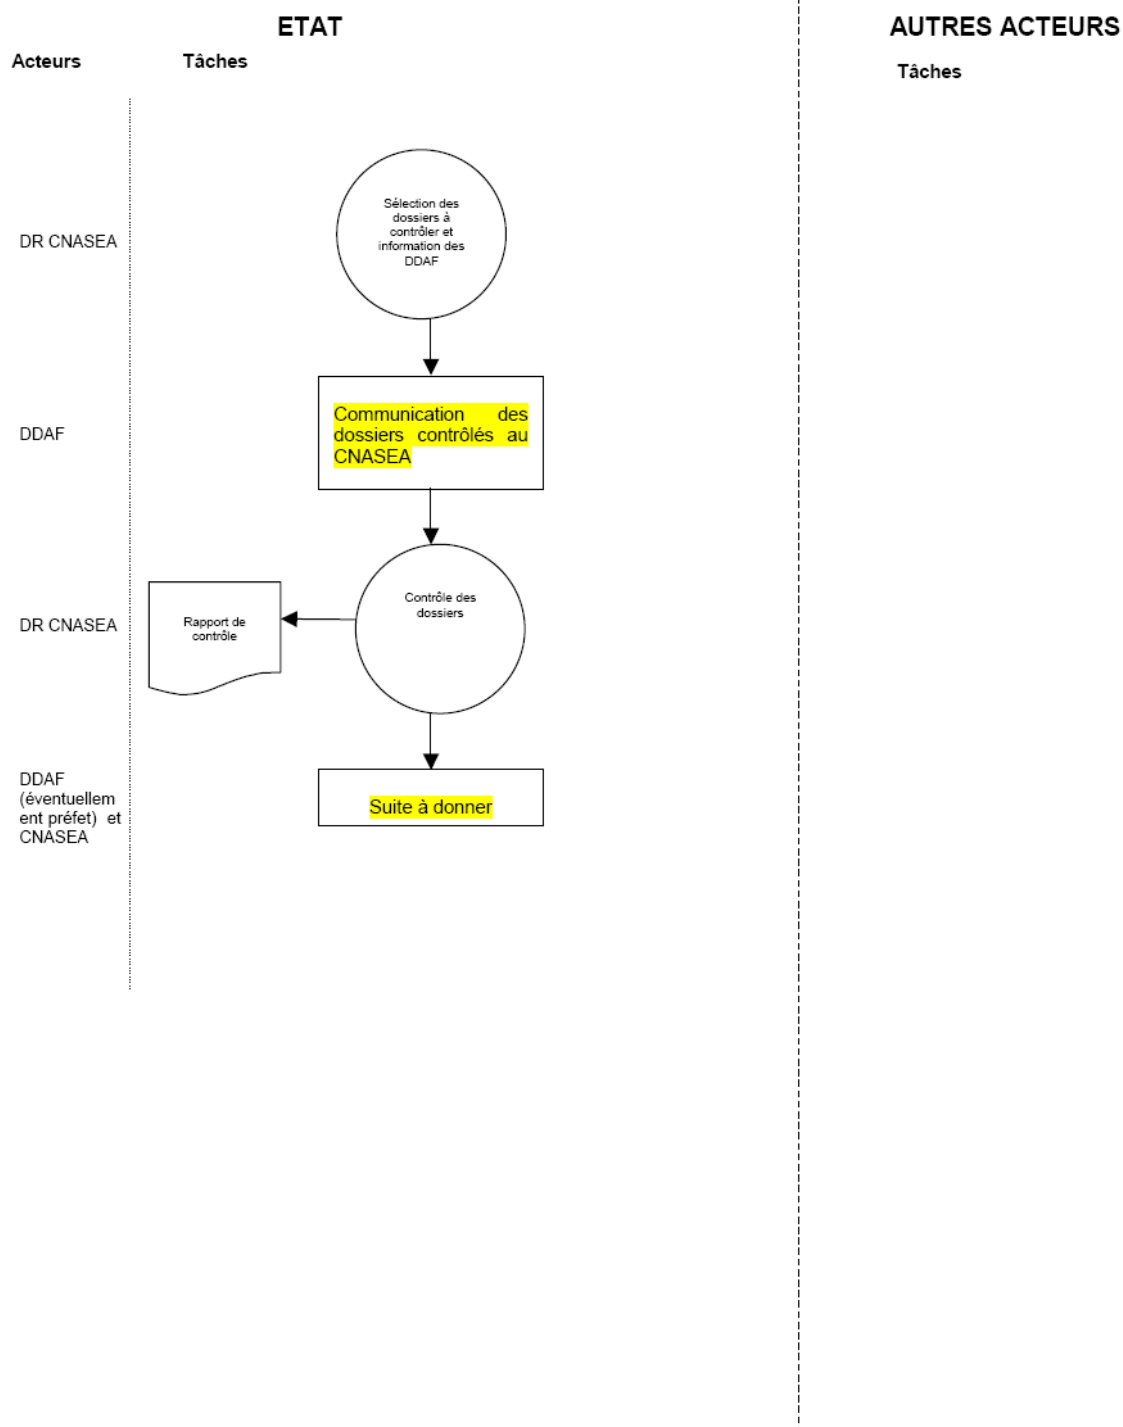 ETAT
AUTRES ACTEURS
Acteurs
Tâches
Tâches
DR CNASEA
Sélection des
dossiers à
contrôler et
information des
DDAF
DDAF
Communication des
dossiers contrôlés au
CNASEA
DR CNASEA
Rapport de
contrôle
Contrôle des
dossiers
DDAF
(éventuellem
ent préfet) et
CNASEA
Suite à donner